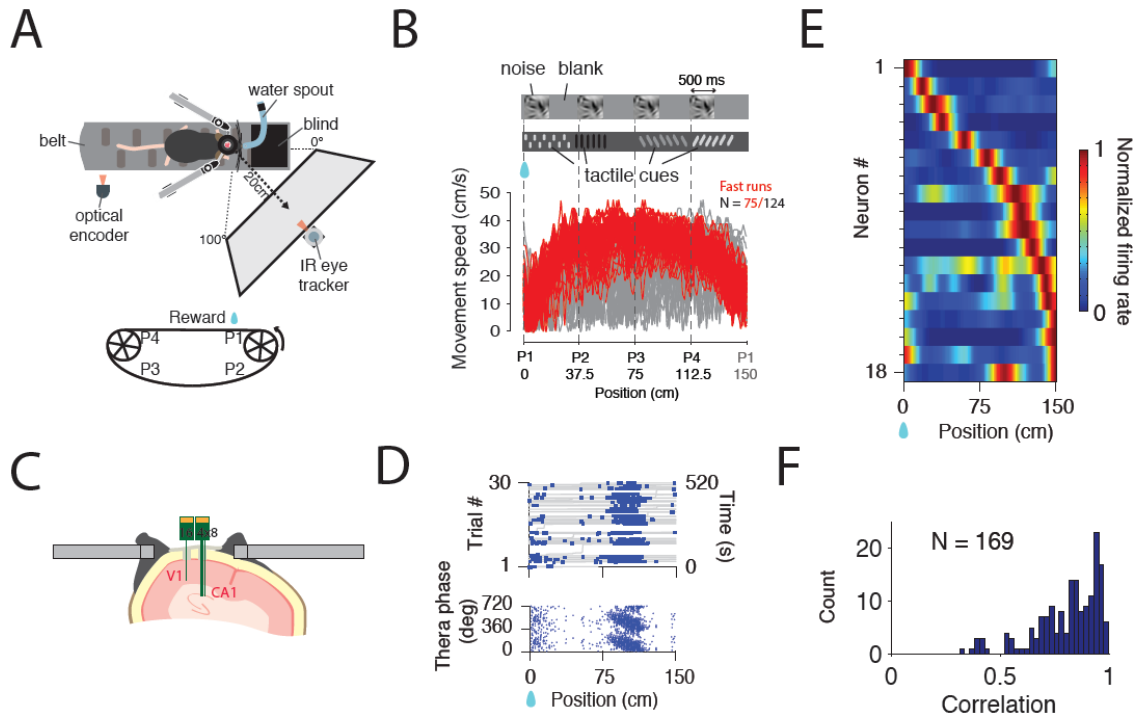 A
water spout
belt
blind
0°
20cm
optical
encoder
100°
IR eye
tracker
Reward
P4
P1
P3
P2
B
noise
blank
500 ms
tactile cues
Fast runs
N = 75/124
Movement speed (cm/s)
50
40
30
20
10
0
P1
P2
P3
P4
P1
0
37.5
75
112.5
150
Position (cm)
C
V1
CA1
D
Trial #
30
1
520
0
Time (s)
Thera phase
(deg)
720
360
0
0
75
150
Position (cm)
E
Neuron #
1
18
1
0
Normalized firing rate
0
75
150
Position (cm)
F
N = 169
Count
20
10
0
0
0.5
1
Correlation